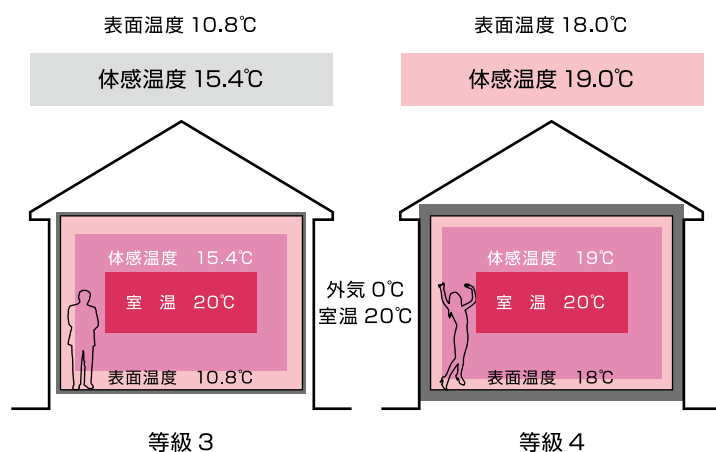 表面温度 10.8℃
体感温度 15.4℃
体感温度 15.4℃
室 温 20℃
表面温度 10.8℃
等級 3
外気 0℃
室温 20℃
表面温度 18.0℃
体感温度 19.0℃
体感温度 19℃
室 温 20℃
表面温度 18℃
等級 4